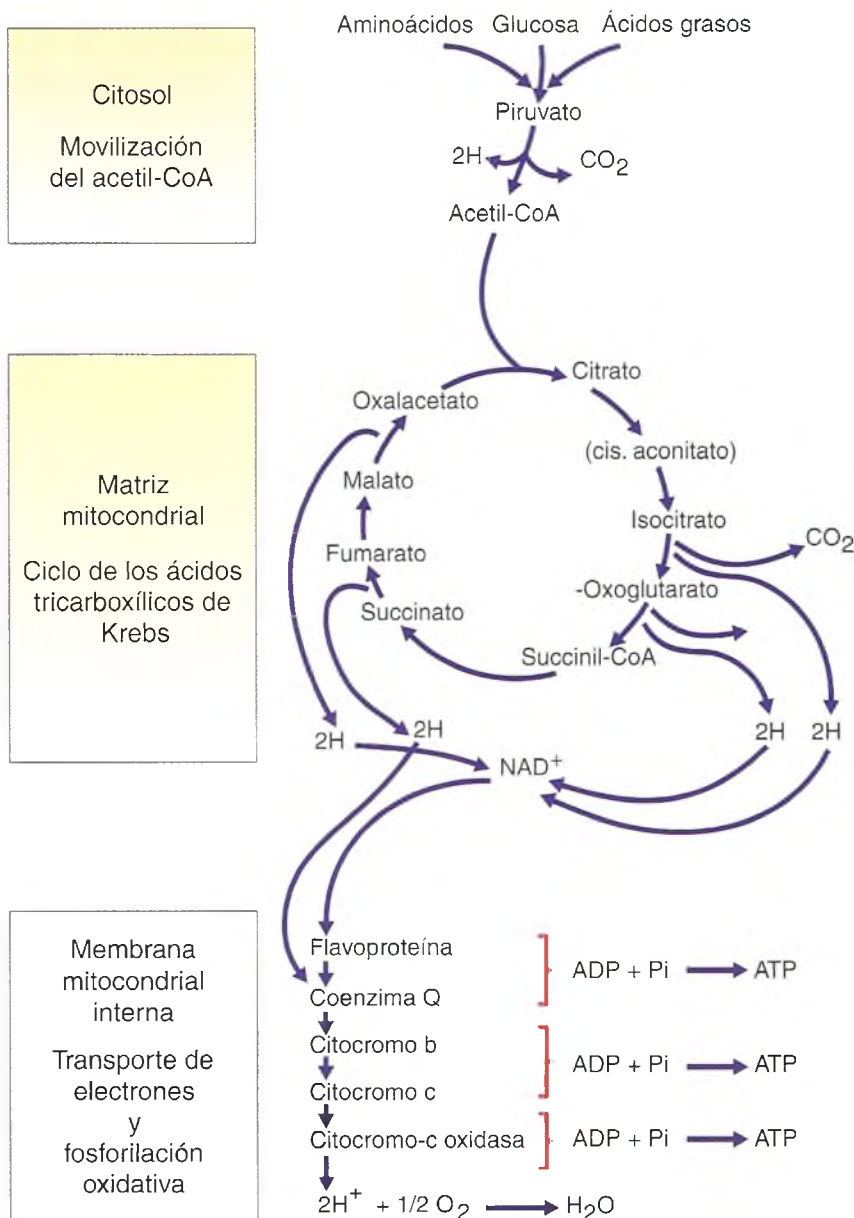 Aminoácidos Glucosa Ácidos grasos
Citosol
Movilización
del acetil-CoA
Piruvato
2H
CO2
Acetil-CoA
Matriz
mitocondrial
Ciclo de los ácidos
tricarboxílicos de
Krebs
Citrato
Oxalacetato
(cis. aconitato)
Malato
Isocitrato
CO2
Fumarato
-Oxoglutarato
Succinato
Succinil-CoA
2H 2H 2H 2H
NAD+
Membrana
mitocondrial
interna
Transporte de
electrones
y
fosforilación
oxidativa
Flavoproteína
ADP + Pi ATP
Coenzima Q
Citocromo b
ADP + Pi ATP
Citocromo c
Citocromo-c oxidasa ADP + Pi ATP
2H+ + 1/2 O2 H2O